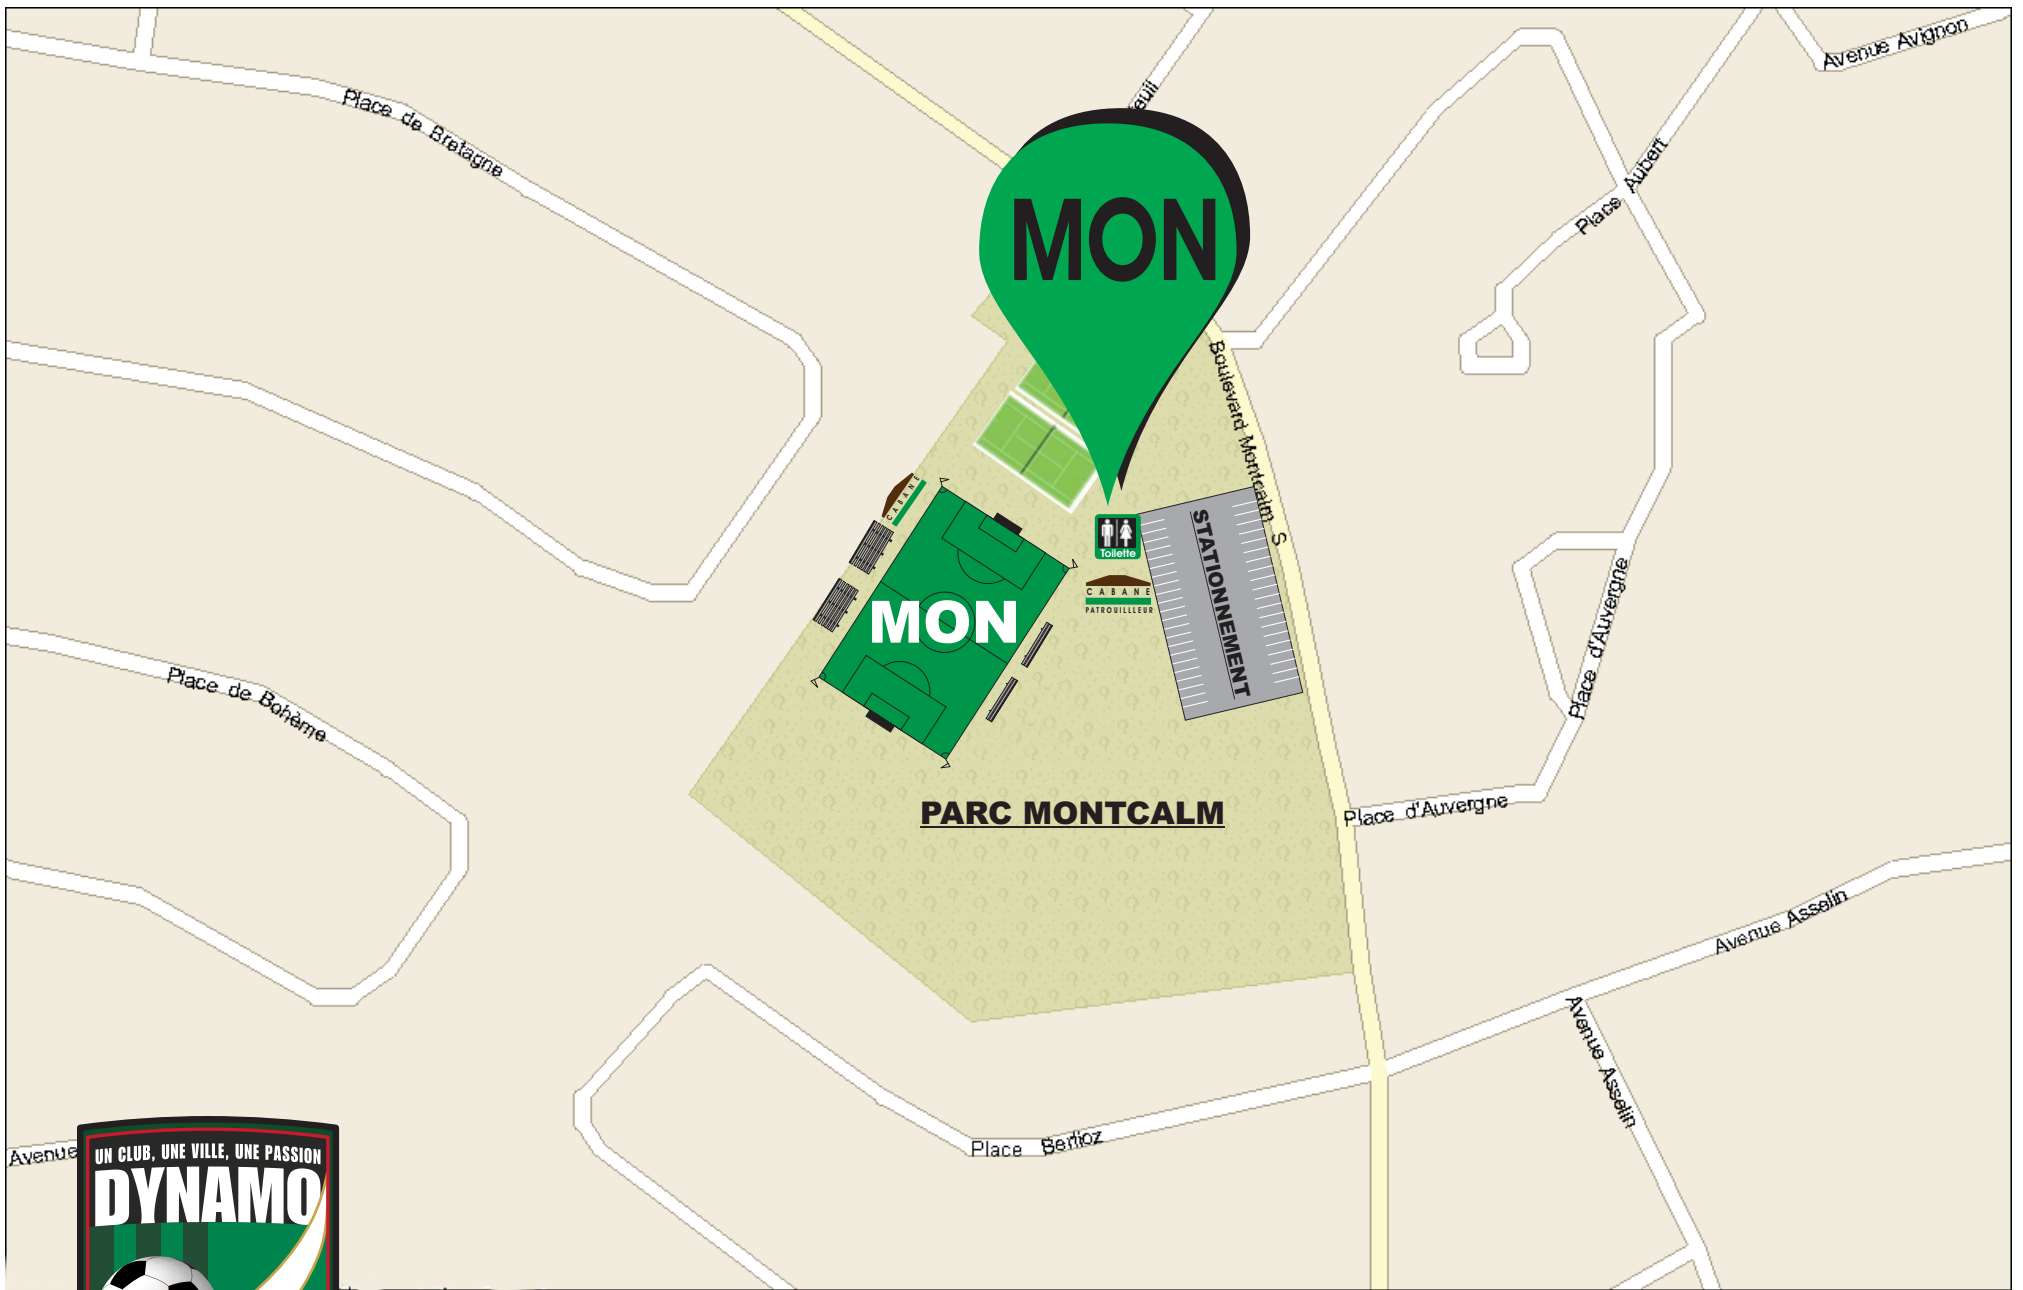 Avenue Avignon
Place de Bretagne
Place Aubert
MON
Boulevard Montcalm S
CABANE
STATIONNEMENT
Toilette
CABANE
PATROUILLLEUR
MON
Place d'Auvergne
Place de Bohème
PARC MONTCALM
Place d'Auvergne
Avenue Asselin
Avenue Asselin
Place Berlioz
Avenue
UN CLUB, UNE VILLE, UNE PASSION
DYNAMO